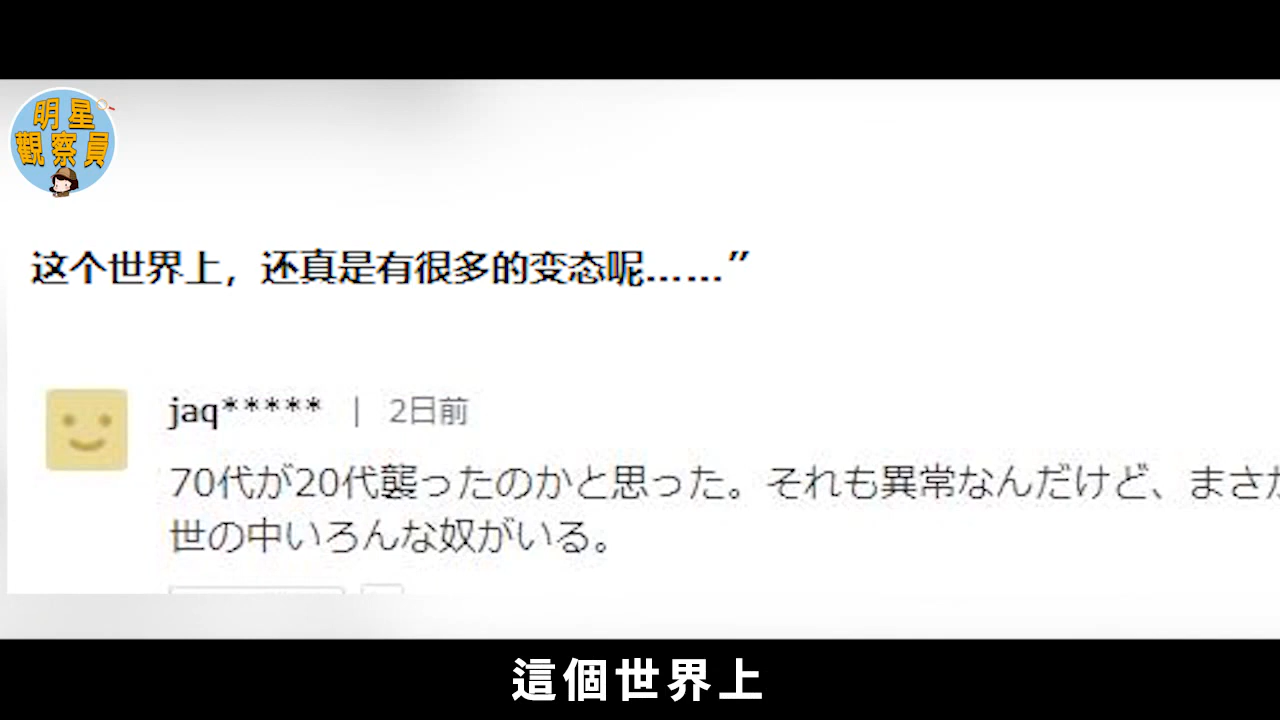 明星
觀察員
这个世界上，还真是有很多的变态呢……”
jaq***** | 2日前
70代が20代襲ったのかと思った。それも異常なんだけど、まさか
世の中いろんな奴がいる。
這個世界上